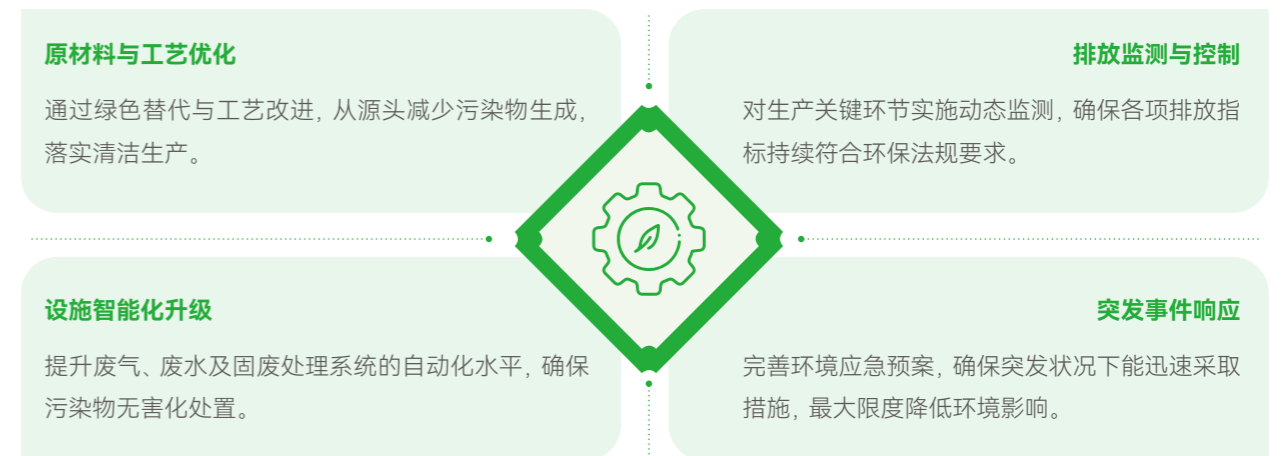 原材料与工艺优化
通过绿色替代与工艺改进，从源头减少污染物生成，
落实清洁生产。
排放监测与控制
对生产关键环节实施动态监测，确保各项排放指
标持续符合环保法规要求。
设施智能化升级
提升废气、废水及固废处理系统的自动化水平，确保
污染物无害化处置。
突发事件响应
完善环境应急预案，确保突发状况下能迅速采取
措施，最大限度降低环境影响。